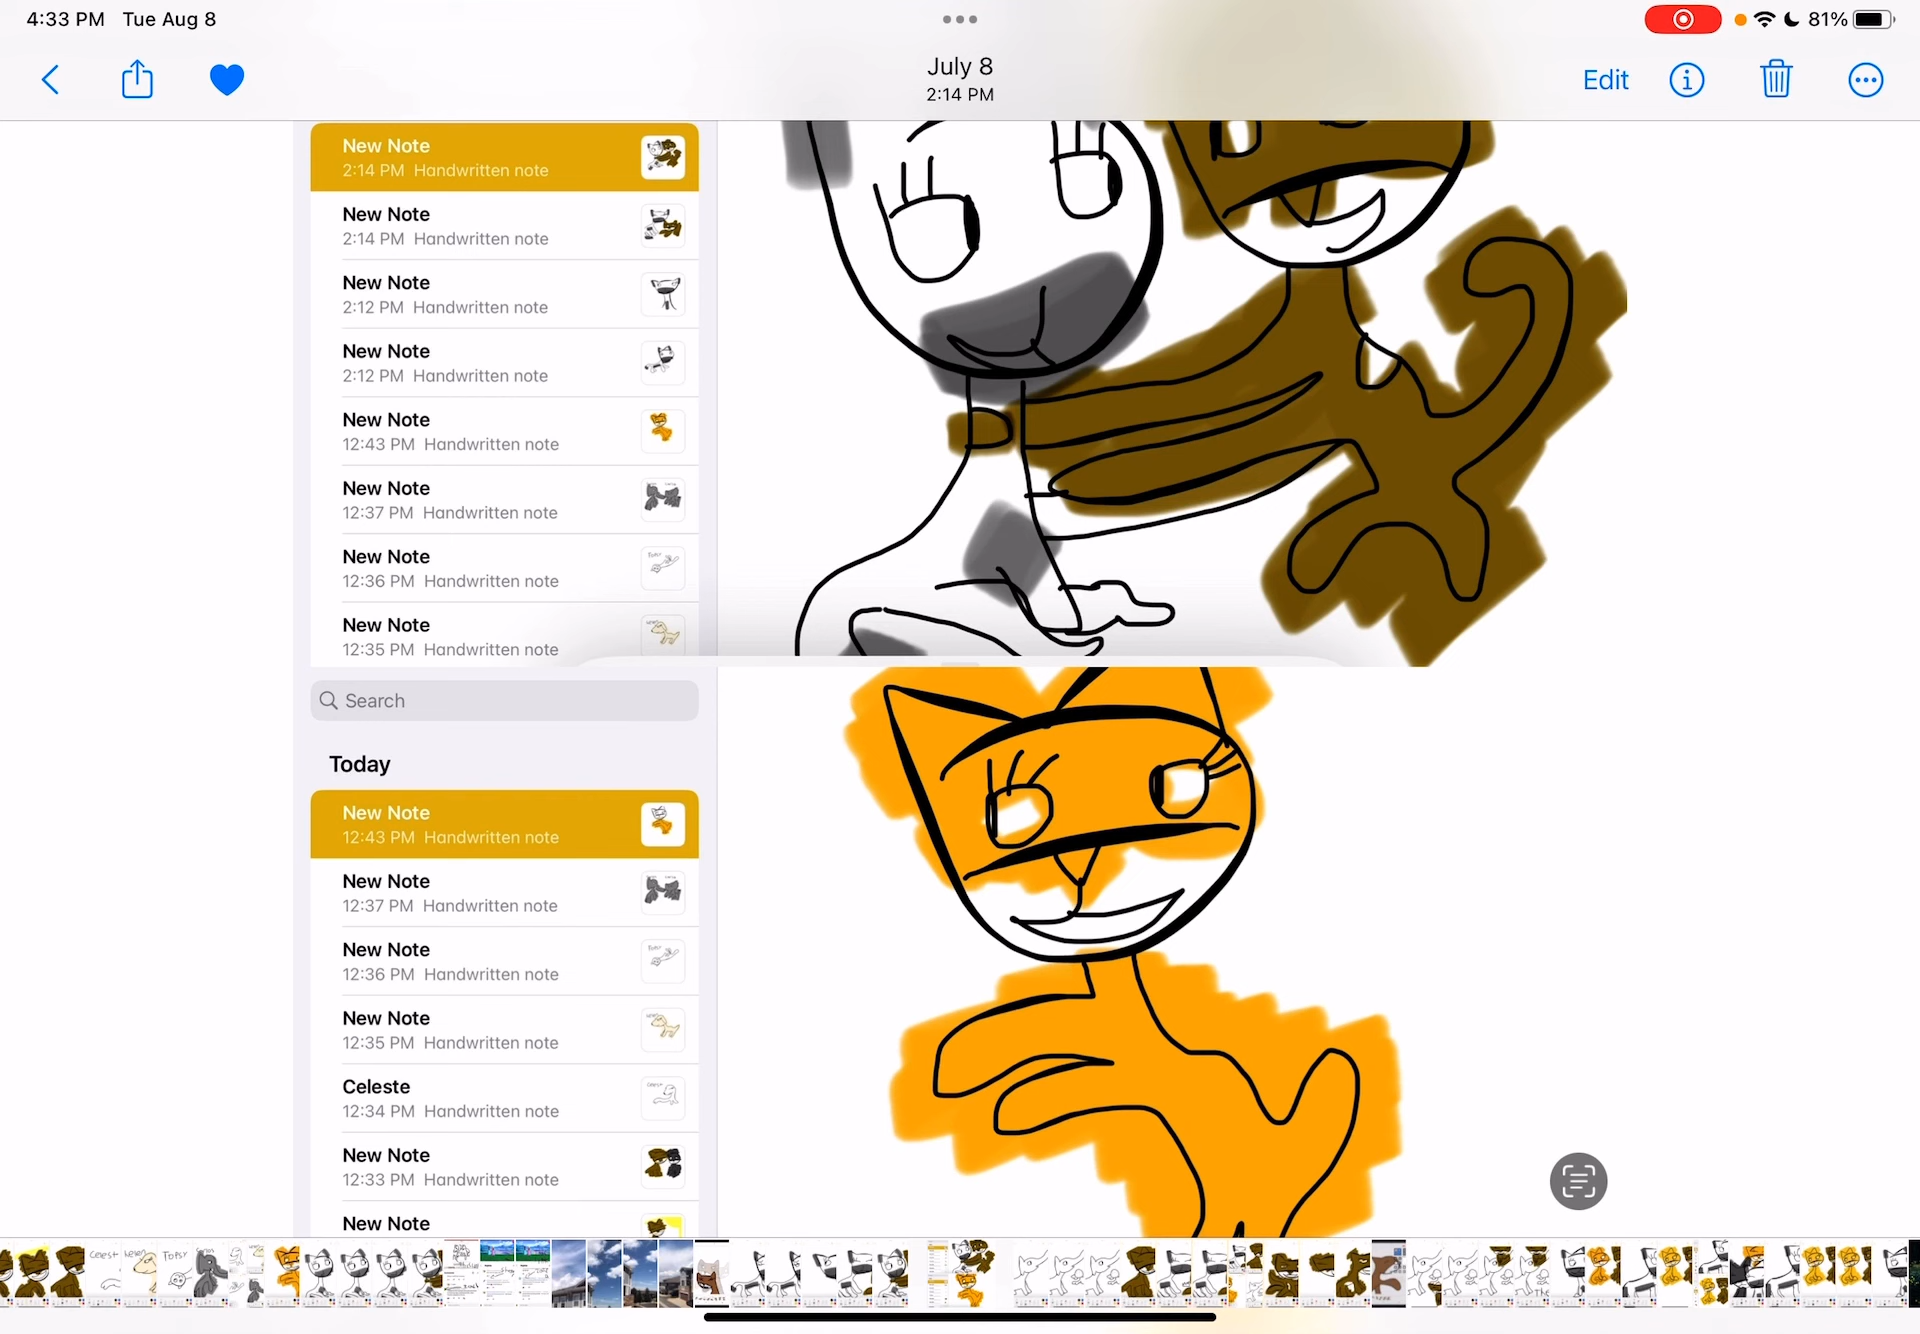 4:33 PM Tue Aug 8
81%
July 8
2:14 PM
Edit
New Note
2:14 PM Handwritten note
New Note
2:14 PM Handwritten note
New Note
2:12 PM Handwritten note
New Note
2:12 PM Handwritten note
New Note
12:43 PM Handwritten note
New Note
12:37 PM Handwritten note
New Note
12:36 PM Handwritten note
New Note
12:35 PM Handwritten note
Search
Today
New Note
12:43 PM Handwritten note
New Note
12:37 PM Handwritten note
New Note
12:36 PM Handwritten note
New Note
12:35 PM Handwritten note
Celeste
12:34 PM Handwritten note
New Note
12:33 PM Handwritten note
New Note